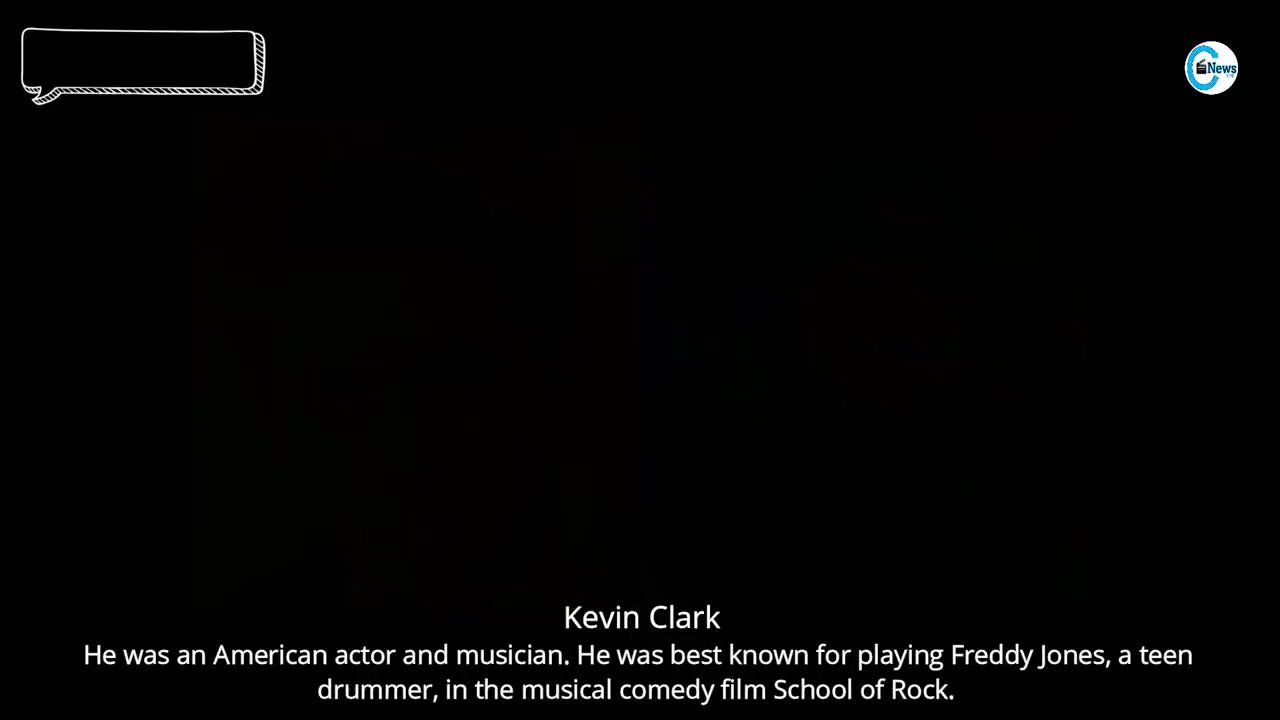 News
Kevin Clark
He was an American actor and musician. He was best known for playing Freddy Jones, a teen
drummer, in the musical comedy film School of Rock.